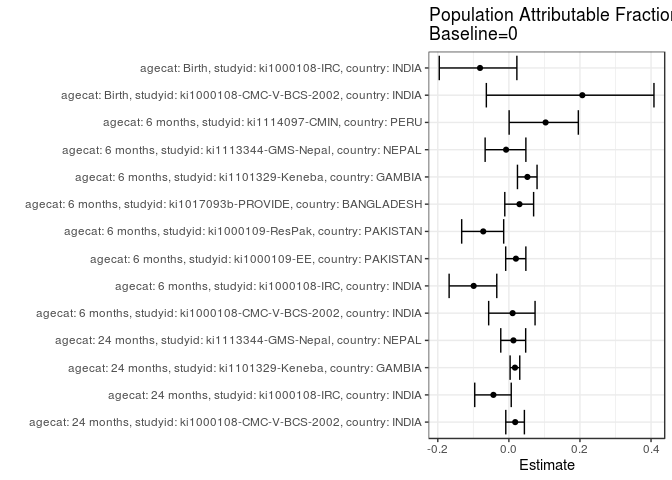 Population Attributable Fractio
Baseline=0
agecat: Birth, studyid: ki1000108-IRC, country: INDIA
agecat: Birth, studyid: ki1000108-CMC-V-BCS-2002, country: INDIA
agecat: 6 months, studyid: ki1114097-CMIN, country: PERU
agecat: 6 months, studyid: ki1113344-GMS-Nepal, country: NEPAL
agecat: 6 months, studyid: ki1101329-Keneba, country: GAMBIA
agecat: 6 months, studyid: ki1017093b-PROVIDE, country: BANGLADESH
agecat: 6 months, studyid: ki1000109-ResPak, country: PAKISTAN
agecat: 6 months, studyid: ki1000109-EE, country: PAKISTAN
agecat: 6 months, studyid: ki1000108-IRC, country: INDIA
agecat: 6 months, studyid: ki1000108-CMC-V-BCS-2002, country: INDIA
agecat: 24 months, studyid: ki1113344-GMS-Nepal, country: NEPAL
agecat: 24 months, studyid: ki1101329-Keneba, country: GAMBIA
agecat: 24 months, studyid: ki1000108-IRC, country: INDIA
agecat: 24 months, studyid: ki1000108-CMC-V-BCS-2002, country: INDIA
-0.2 0.0 0.2 0.4
Estimate